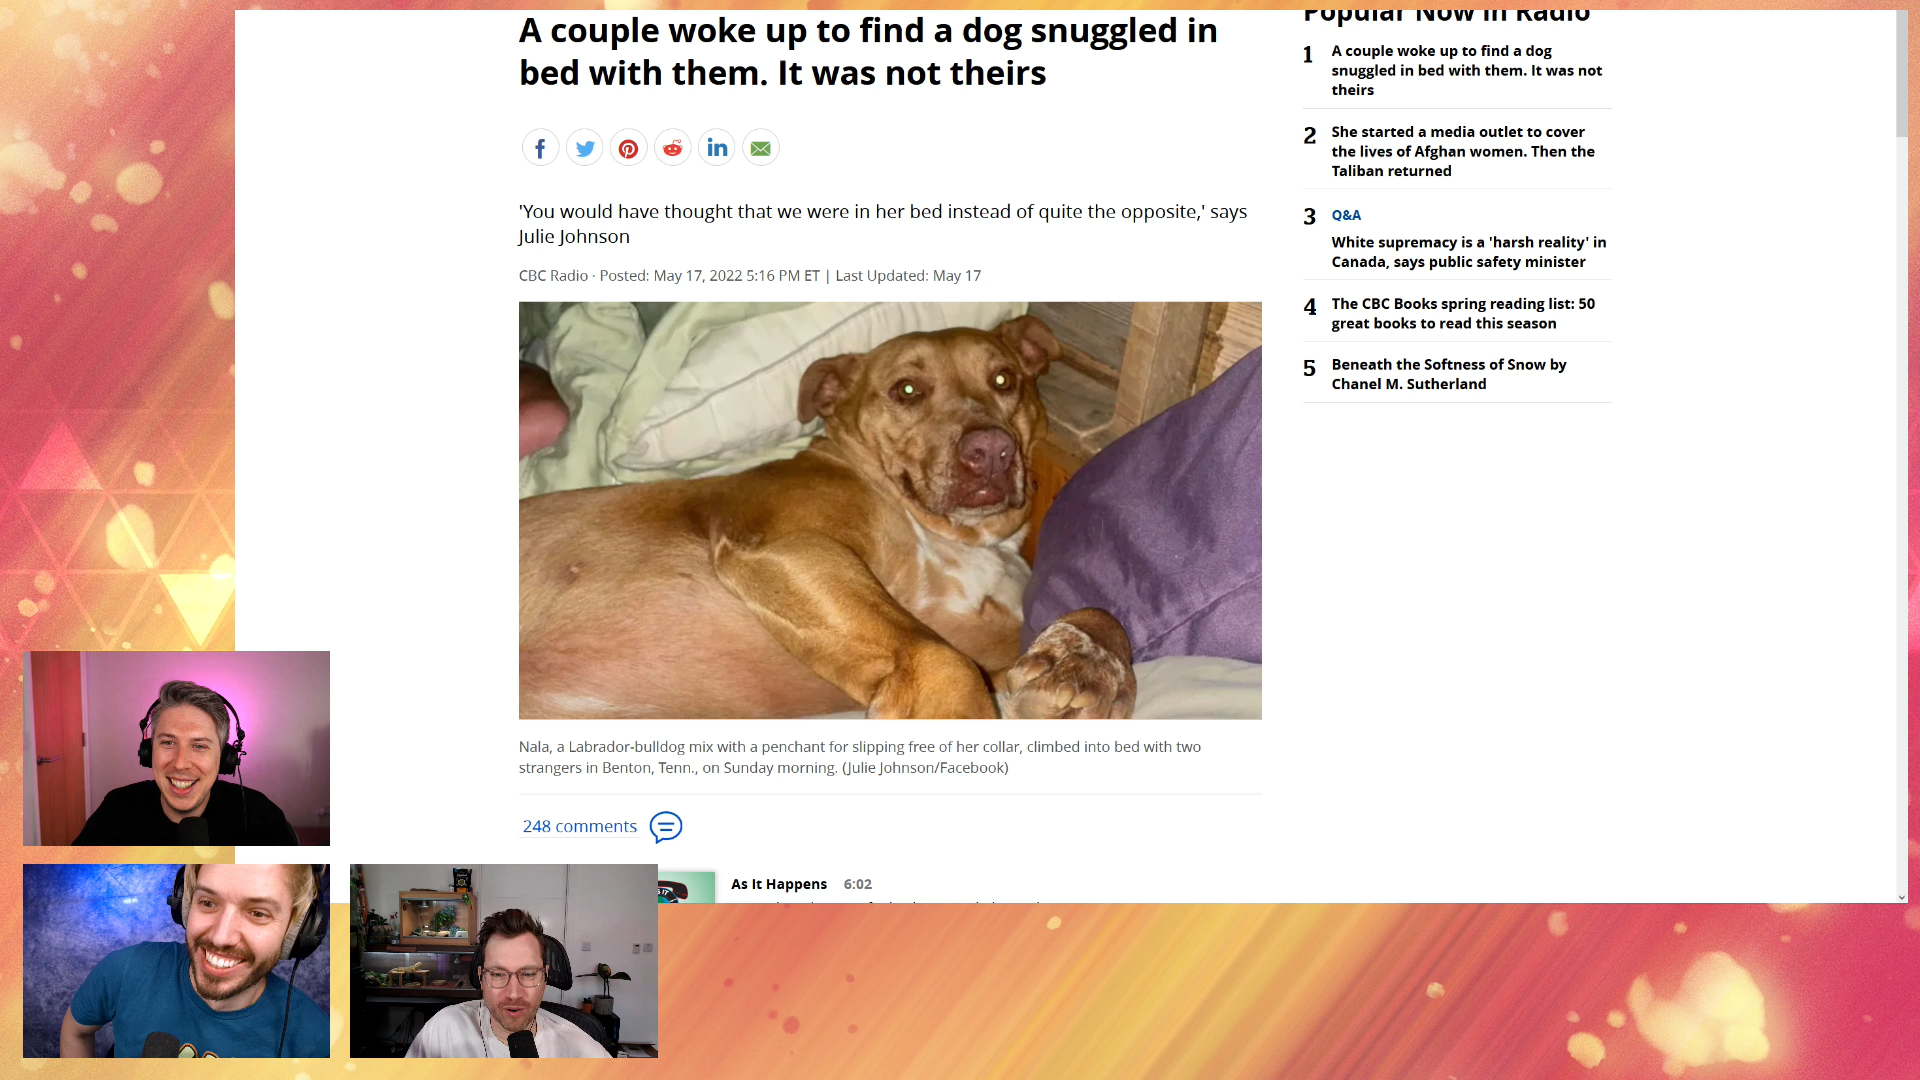 A couple woke up to find a dog snuggled in
bed with them. It was not theirs
'You would have thought that we were in her bed instead of quite the opposite,' says
Julie Johnson
CBC Radio · Posted: May 17, 2022 5:16 PM ET | Last Updated: May 17
Nala, a Labrador-bulldog mix with a penchant for slipping free of her collar, climbed into bed with two
strangers in Benton, Tenn., on Sunday morning. (Julie Johnson/Facebook)
248 comments
As It Happens 6:02
Popular Now in Radio
1 A couple woke up to find a dog
snuggled in bed with them. It was not
theirs
2 She started a media outlet to cover
the lives of Afghan women. Then the
Taliban returned
3 Q&A
White supremacy is a 'harsh reality' in
Canada, says public safety minister
4 The CBC Books spring reading list: 50
great books to read this season
5 Beneath the Softness of Snow by
Chanel M. Sutherland